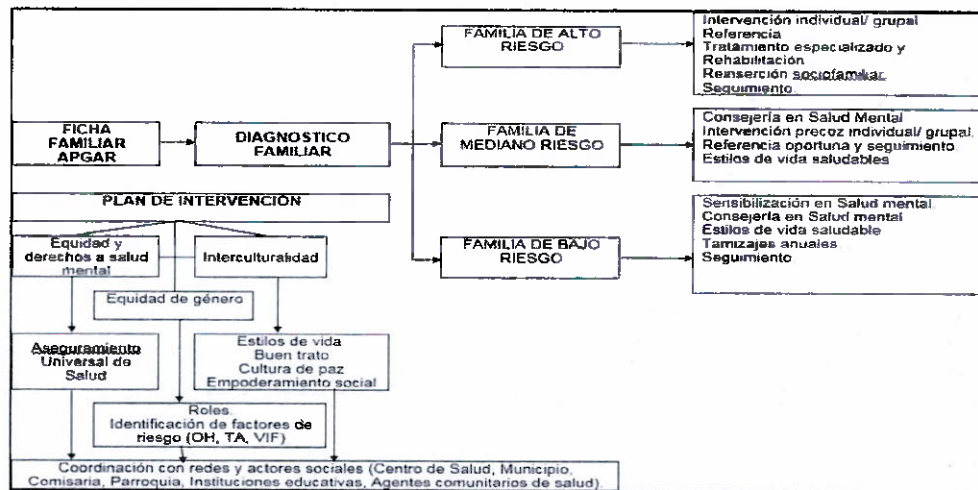 FAMILIA DE ALTO
RIESGO
Intervención individual/ grupal
Referencia
Tratamiento especializado y
Rehabilitación
Reinserción sociofamiliar
Seguimiento.
FICHA
FAMILIAR
APGAR
DIAGNOSTICO
FAMILIAR
FAMILIA DE
MEDIANO RIESGO
Consejería en Salud Mental
Intervención precoz individual/ grupal.
Referencia oportuna y seguimiento.
Estilos de vida saludables
FAMILIA DE BAJO
RIESGO
Sensibilización en Salud mental.
Consejería en Salud mental
Estilos de vida saludable
Tamizajes anuales
Seguimiento
PLAN DE INTERVENCIÓN
Equidad y
derechos a salud
mental
Interculturalidad
Equidad de género
Aseguramiento
Universal de
Salud
Estilos de vida
Buen trato
Cultura de paz
Empoderamiento social
Roles.
Identificación de factores de
riesgo (OH, TA, VIF)
Coordinación con redes y actores sociales (Centro de Salud, Municipio,
Comisaria, Parroquia, Instituciones educativas, Agentes comunitarios de salud).